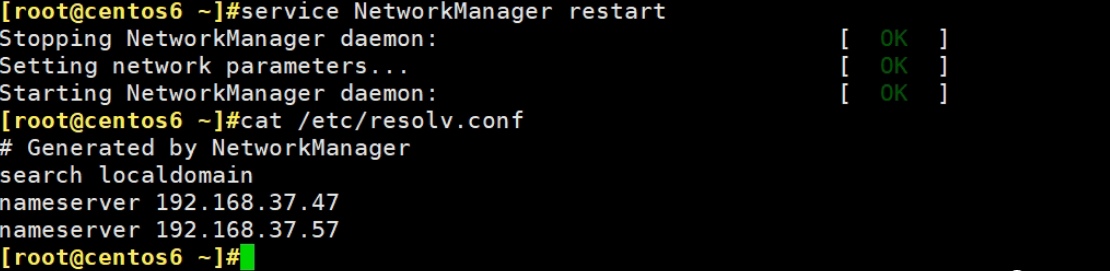 [root@centos6 ~]#service NetworkManager restart
Stopping NetworkManager daemon:                            [  OK  ]
Setting network parameters...                              [  OK  ]
Starting NetworkManager daemon:                            [  OK  ]
[root@centos6 ~]#cat /etc/resolv.conf
# Generated by NetworkManager
search localdomain
nameserver 192.168.37.47
nameserver 192.168.37.57
[root@centos6 ~]#